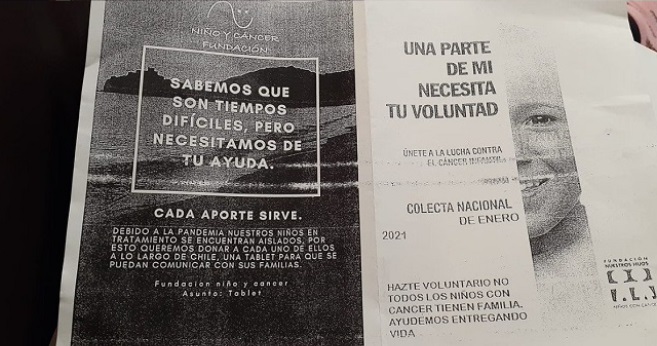 NIÑO Y CÁNCER
FUNDACIÓN
SABEMOS QUE
SON TIEMPOS
DIFÍCILES, PERO
NECESITAMOS DE
TU AYUDA.
CADA APORTE SIRVE.
DEBIDO A LA PANDEMIA NUESTROS NIÑOS EN
TRATAMIENTO SE ENCUENTRAN AISLADOS, POR
ESTO QUEREMOS DONAR A CADA UNO DE ELLOS
A LO LARGO DE CHILE, UNA TABLET PARA QUE SE
PUEDAN COMUNICAR CON SUS FAMILIAS.
Fundacion niño y cancer
Asunto: Tablet
UNA PARTE
DE MI
NECESITA
TU VOLUNTAD
ÚNETE A LA LUCHA CONTRA
EL CÁNCER INFANTIL
COLECTA NACIONAL
DE ENERO
2021
HAZTE VOLUNTARIO NO
TODOS LOS NIÑOS CON
CANCER TIENEN FAMILIA.
AYUDEMOS ENTREGANDO
VIDA
FUNDACIÓN
NUESTROS HIJOS